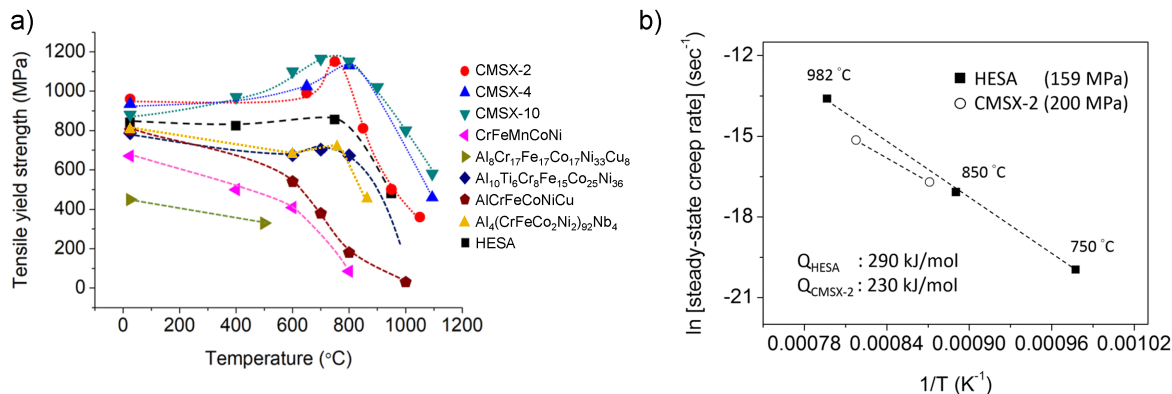 a)
Tensile yield strength (MPa)
1200
1000
800
600
400
200
0
0
200
400
600
800
1000
1200
Temperature (°C)
CMSX-2
CMSX-4
CMSX-10
CrFeMnCoNi
Al₈Cr₁₇Fe₁₇Co₁₇Ni₃₃Cu₈
Al₁₀Ti₆Cr₈Fe₁₅Co₂₅Ni₃₆
AlCrFeCoNiCu
Al₄(CrFeCo₂Ni₂)₉₂Nb₄
HESA
b)
ln [steady-state creep rate] (sec⁻¹)
-12
-15
-18
-21
982 °C
850 °C
750 °C
HESA (159 MPa)
CMSX-2 (200 MPa)
Q_HESA : 290 kJ/mol
Q_CMSX-2 : 230 kJ/mol
0.00078
0.00084
0.00090
0.00096
0.00102
1/T (K⁻¹)